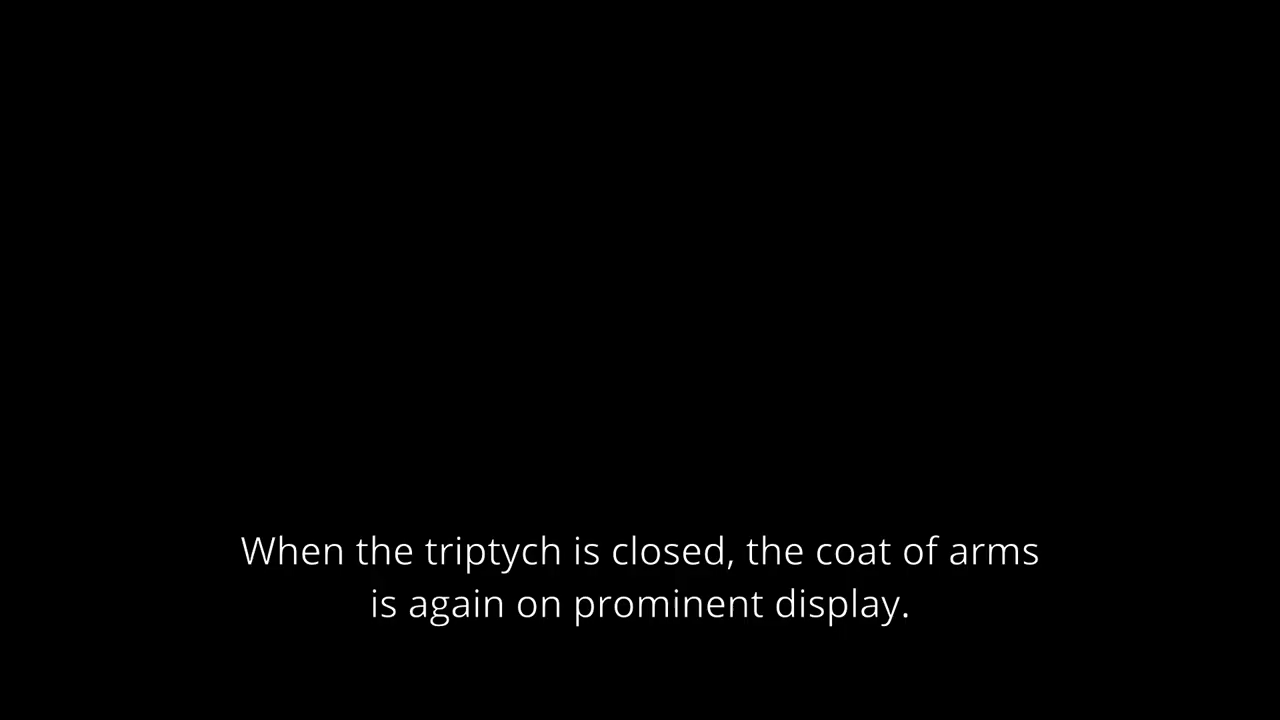 When the triptych is closed, the coat of arms
is again on prominent display.